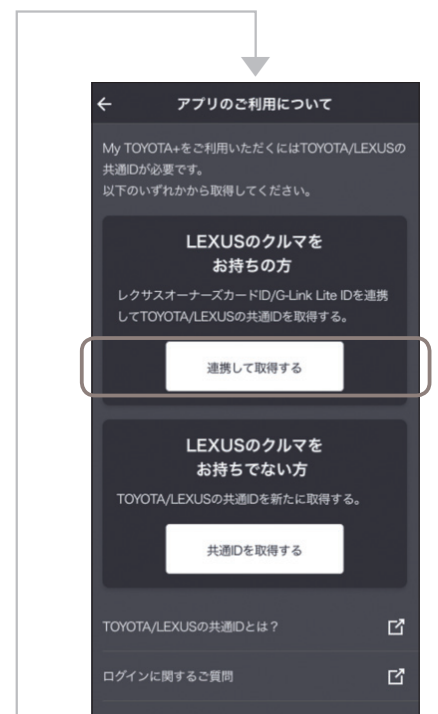 アプリのご利用について
My TOYOTA+をご利用いただくにはTOYOTA/LEXUSの
共通IDが必要です。
以下のいずれかから取得してください。
LEXUSのクルマを
お持ちの方
レクサスオーナーズカードID/G-Link Lite IDを連携
してTOYOTA/LEXUSの共通IDを取得する。
連携して取得する
LEXUSのクルマを
お持ちでない方
TOYOTA/LEXUSの共通IDを新たに取得する。
共通IDを取得する
TOYOTA/LEXUSの共通IDとは？
ログインに関するご質問